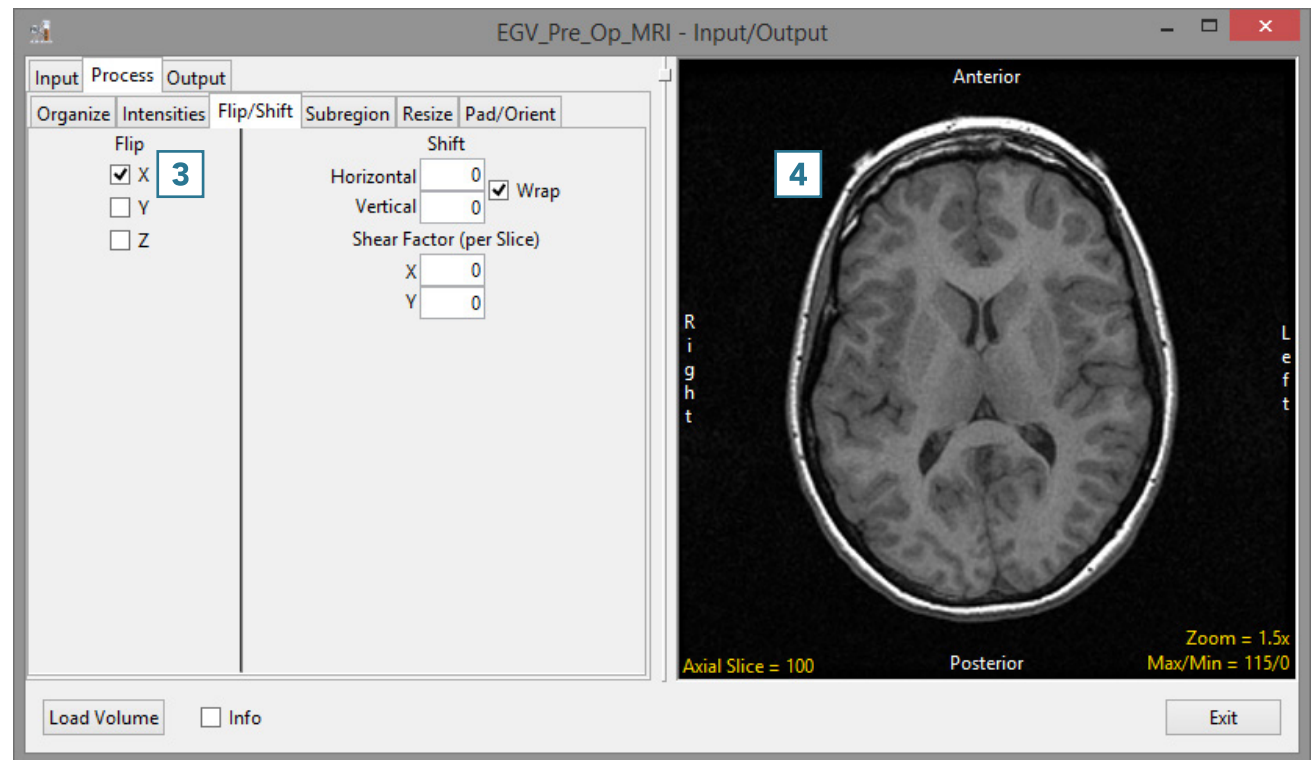 EGV_Pre_Op_MRI - Input/Output
Input Process Output
Organize Intensities Flip/Shift Subregion Resize Pad/Orient
Flip
X 3
Y
Z
Shift
Horizontal 0
Vertical 0
Wrap
Shear Factor (per Slice)
X 0
Y 0
Anterior
4
Right
Left
Zoom = 1.5x
Axial Slice = 100 Posterior Max/Min = 115/0
Load Volume Info Exit